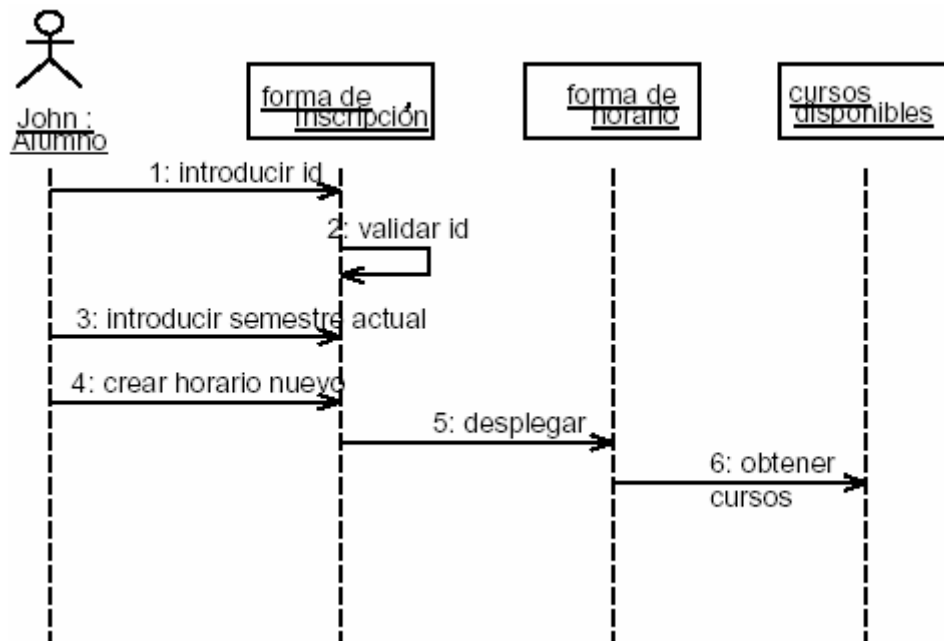 forma de
inscripción
forma de
horario
cursos
disponibles
John :
Alumno
1: introducir id
2: validar id
3: introducir semestre actual
4: crear horario nuevo
5: desplegar
6: obtener
cursos